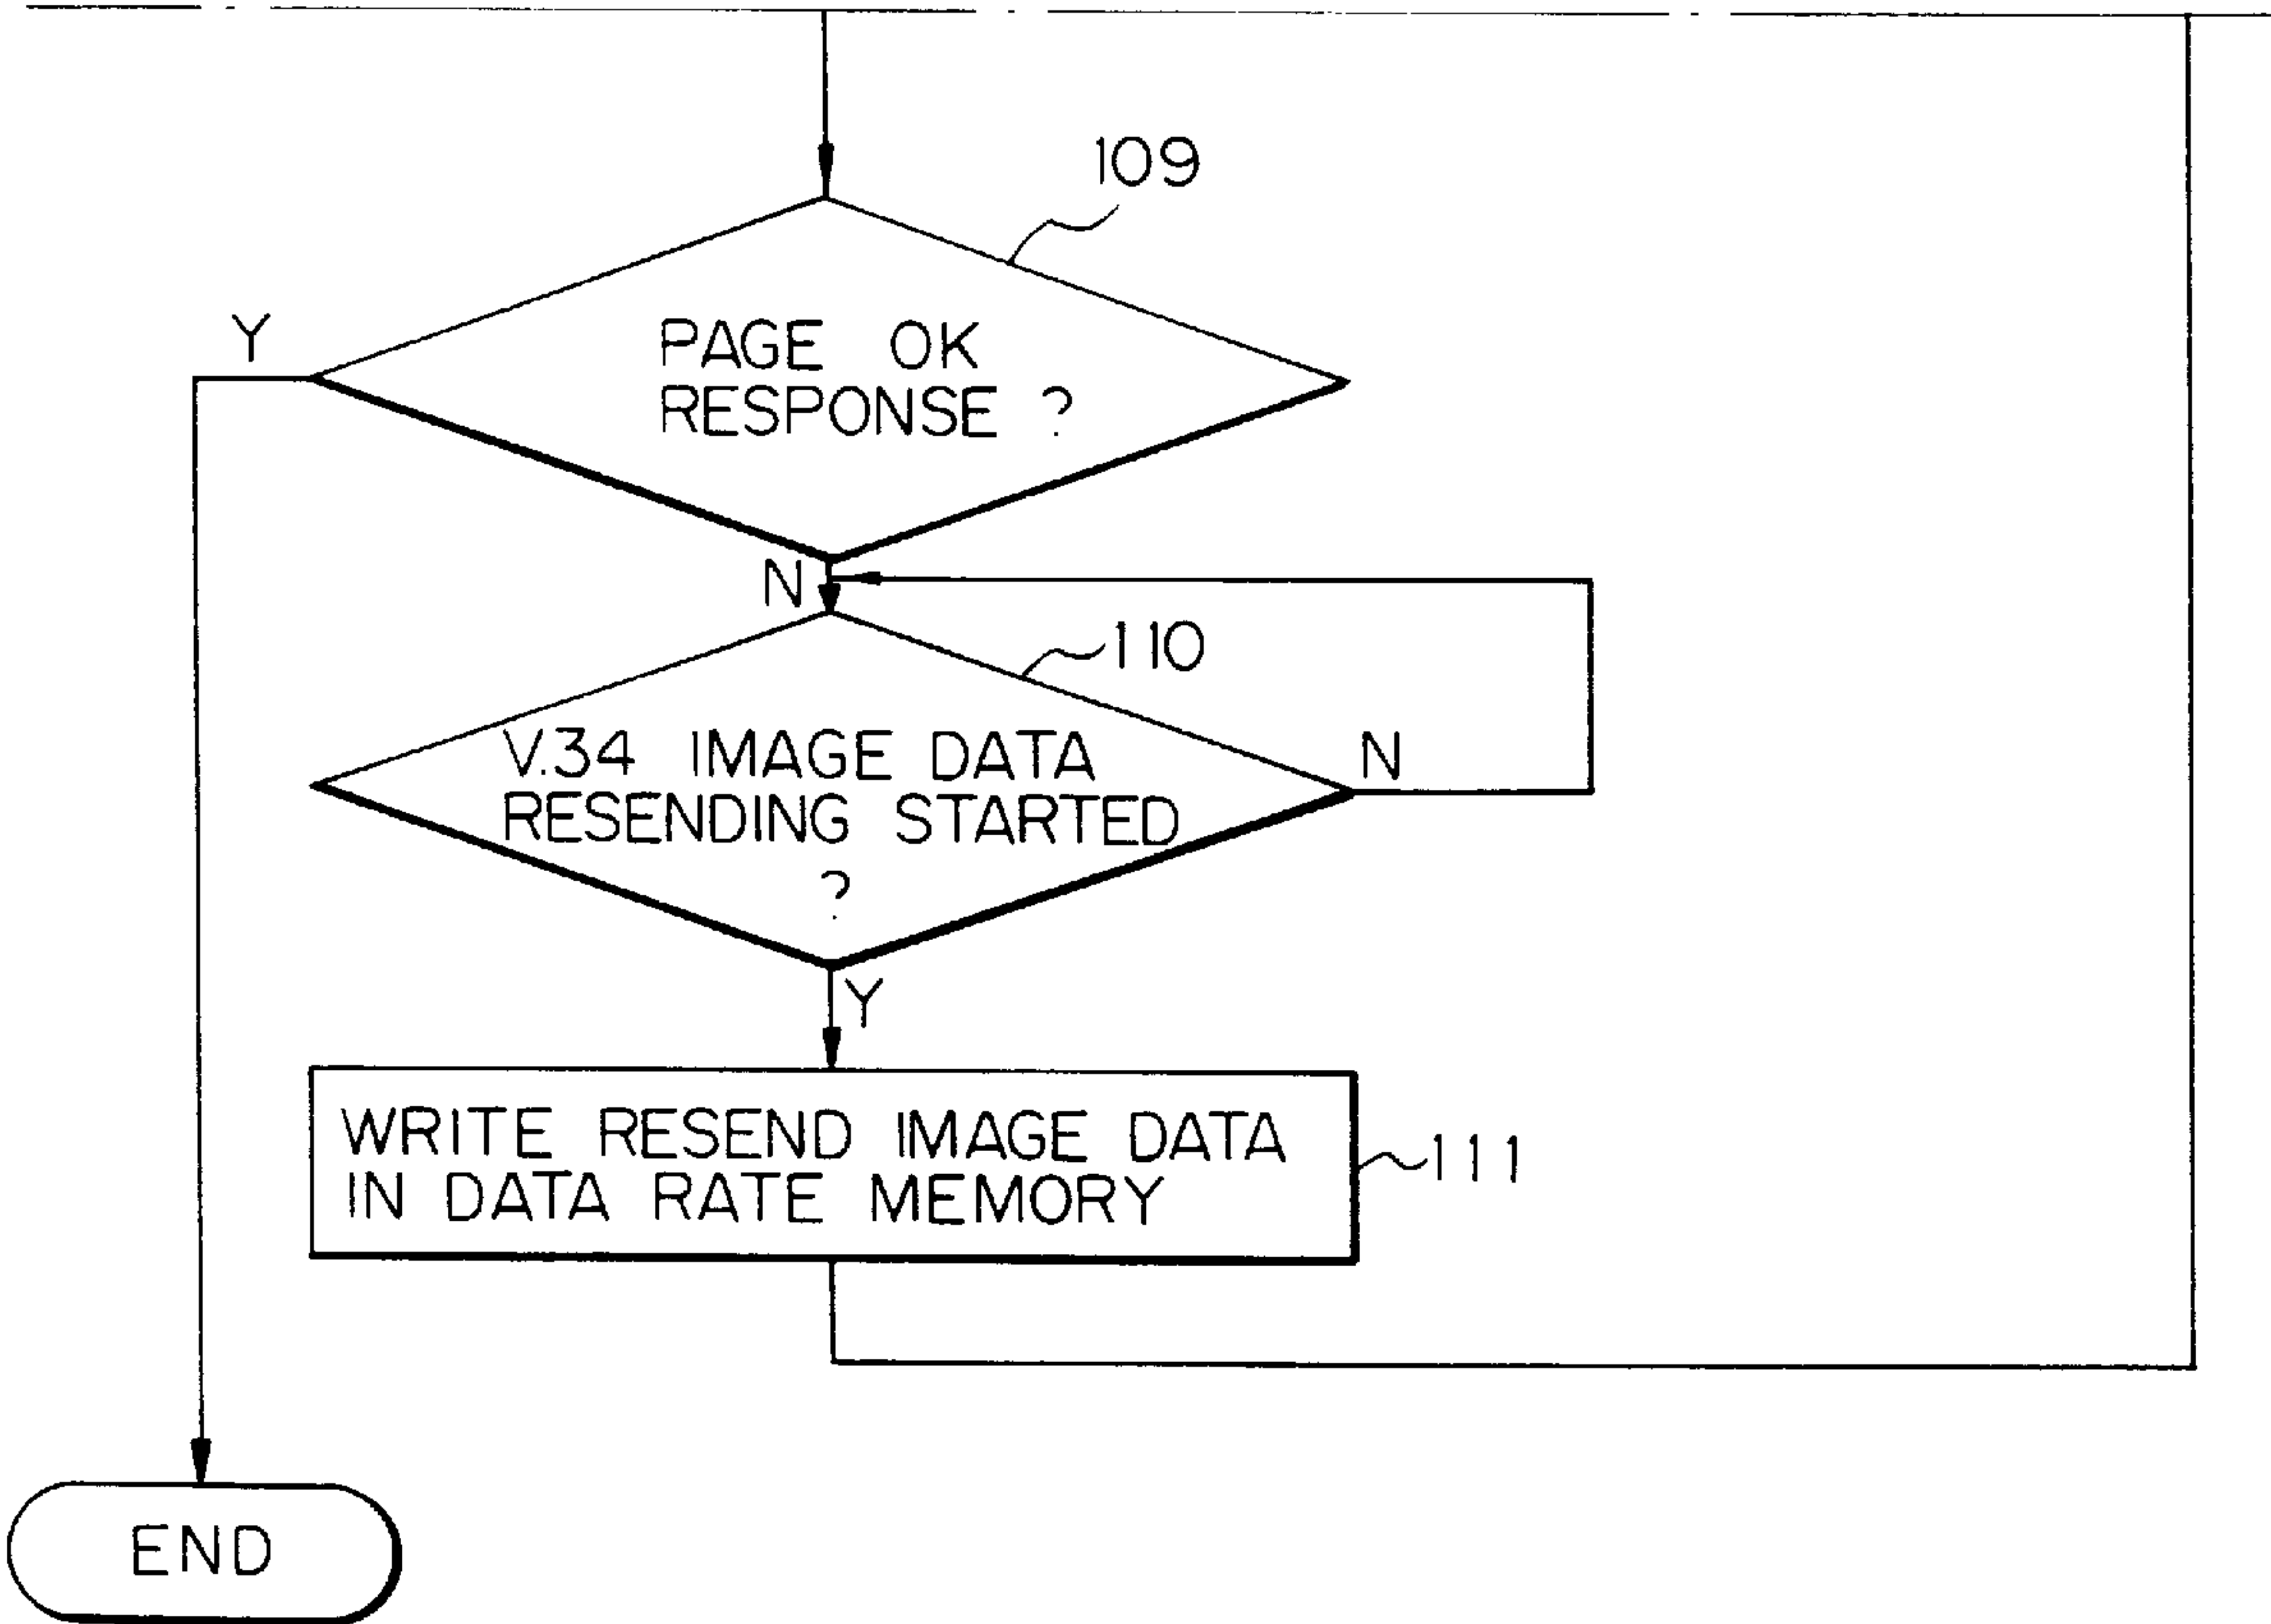 109
Y
PAGE OK
RESPONSE ?
N
110
V.34 IMAGE DATA
RESENDING STARTED
?
N
Y
WRITE RESEND IMAGE DATA
IN DATA RATE MEMORY
111
END